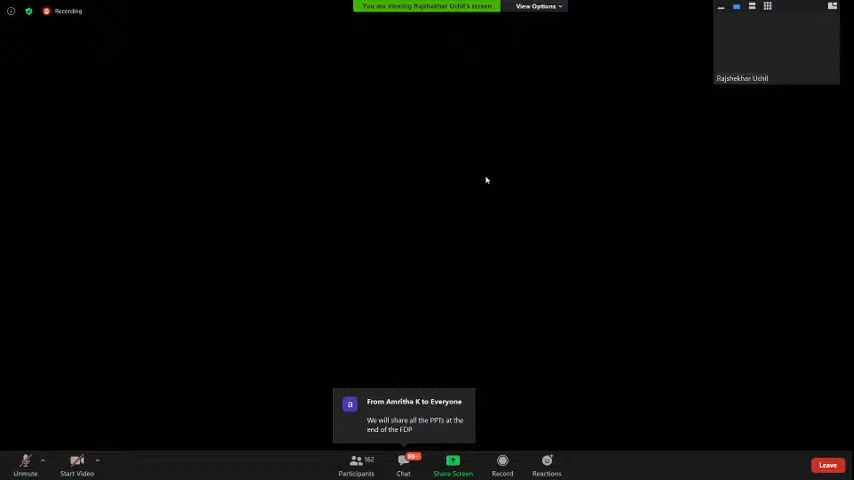 Recording
You are viewing Rajshekhar Uchil's screen
View Options
Rajshekhar Uchil
a
From Amritha K to Everyone
We will share all the PPTs at the
end of the FDP
Unmute
Start Video
162
Participants
99+
Chat
Share Screen
Record
Reactions
Leave